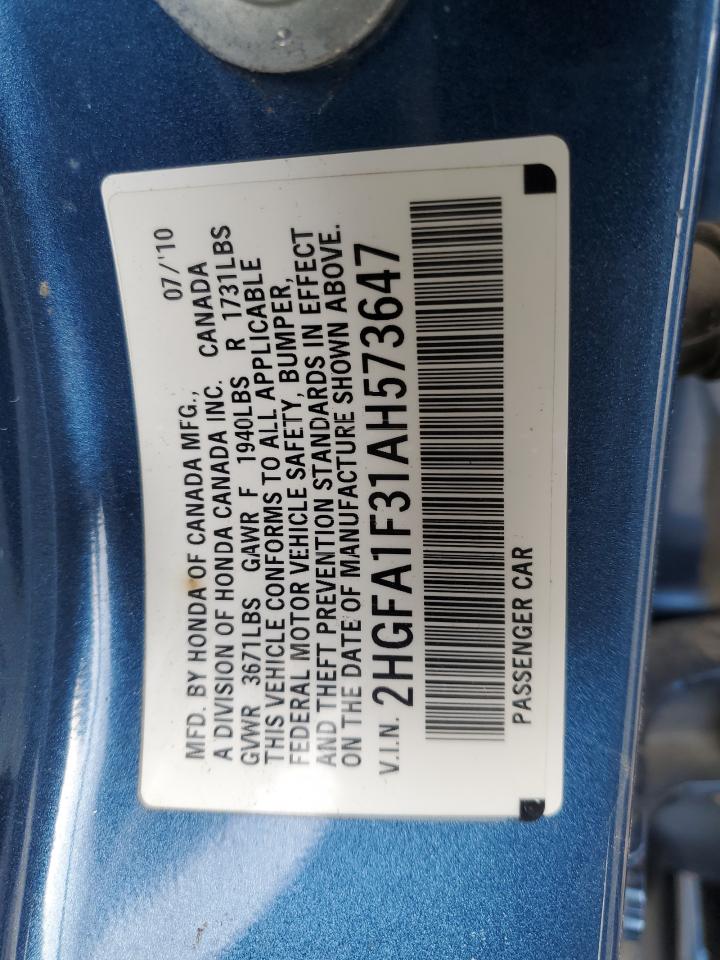 07/'10
MFD. BY HONDA OF CANADA MFG.,
A DIVISION OF HONDA CANADA INC. CANADA
GVWR 3671LBS GAWR F 1940LBS R 1731LBS
THIS VEHICLE CONFORMS TO ALL APPLICABLE
FEDERAL MOTOR VEHICLE SAFETY, BUMPER,
AND THEFT PREVENTION STANDARDS IN EFFECT
ON THE DATE OF MANUFACTURE SHOWN ABOVE.
V.I.N. 2HGFA1F31AH573647
PASSENGER CAR